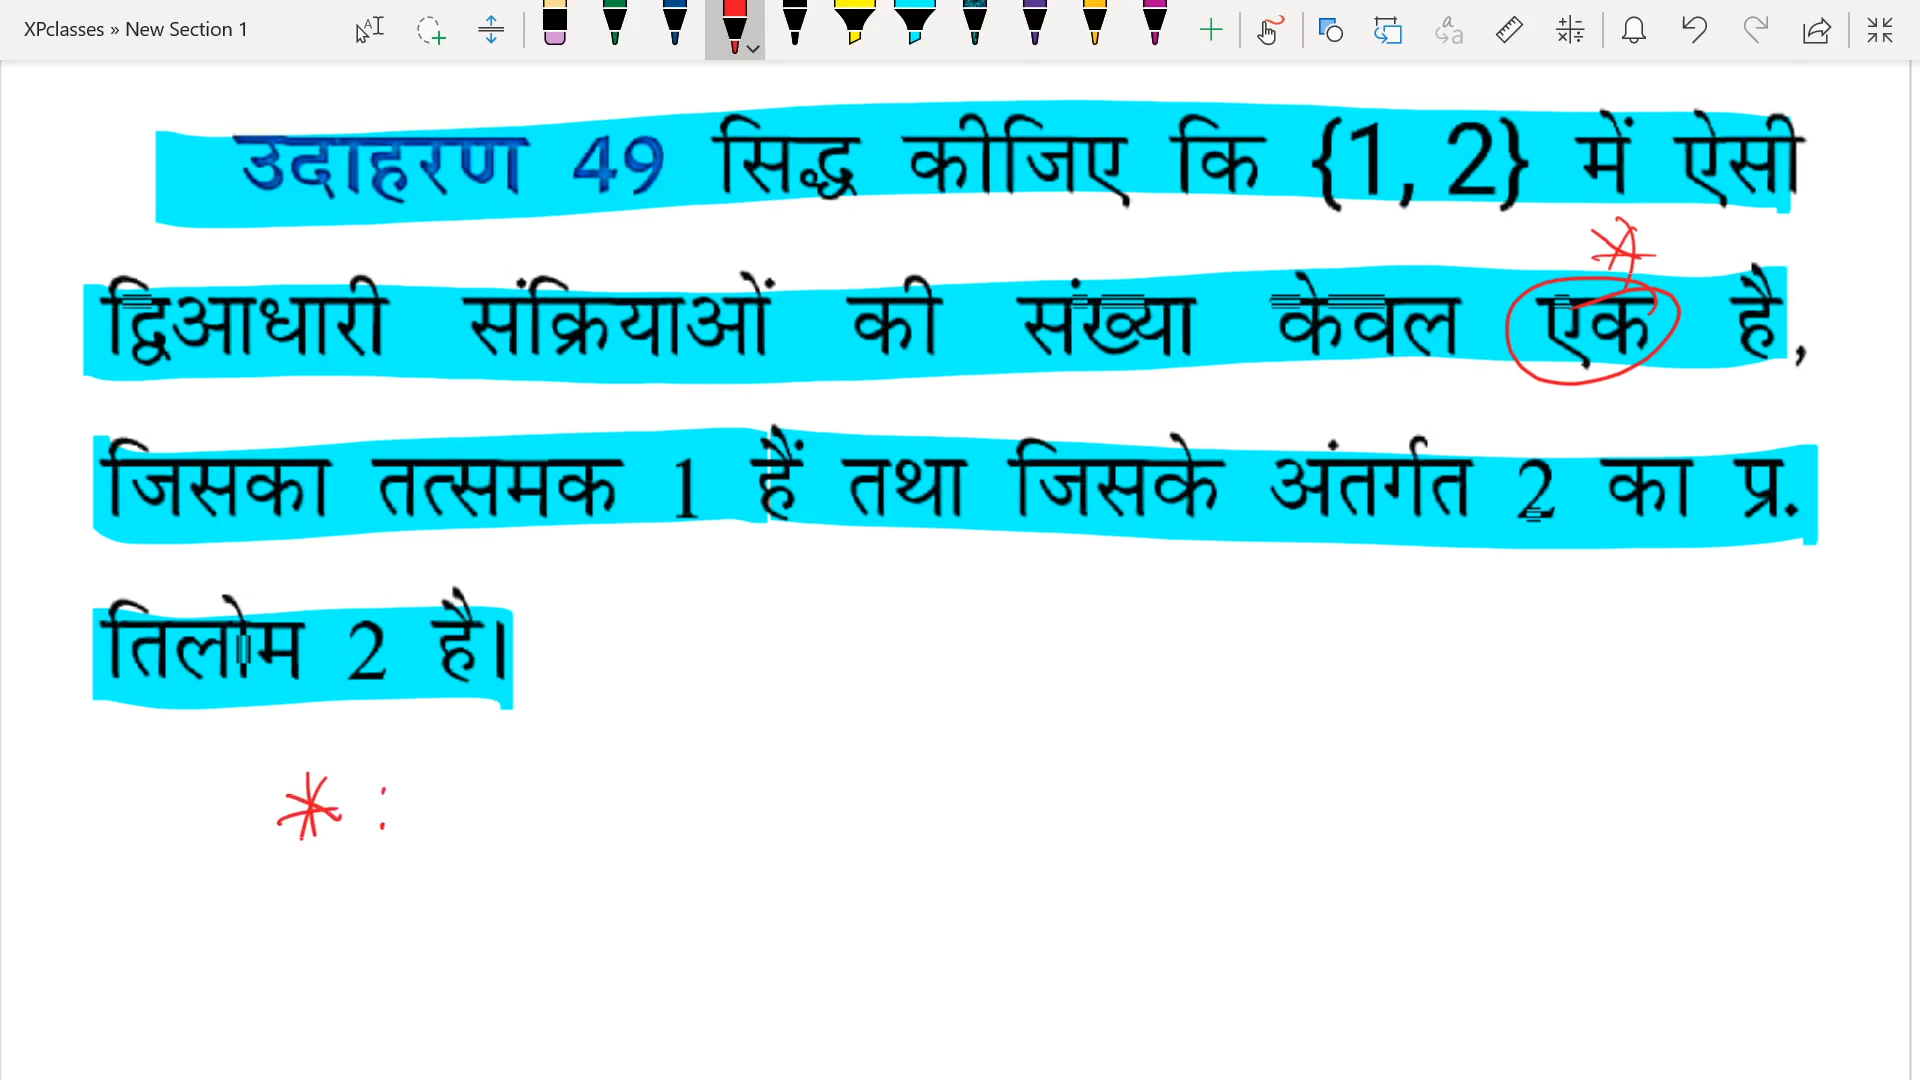 XPclasses » New Section 1
उदाहरण 49 सिद्ध कीजिए कि {1, 2} में ऐसी
*
द्विआधारी संक्रियाओं की संख्या केवल एक है,
जिसका तत्समक 1 हैं तथा जिसके अंतर्गत 2 का प्र.
तिलोम 2 है।
* :